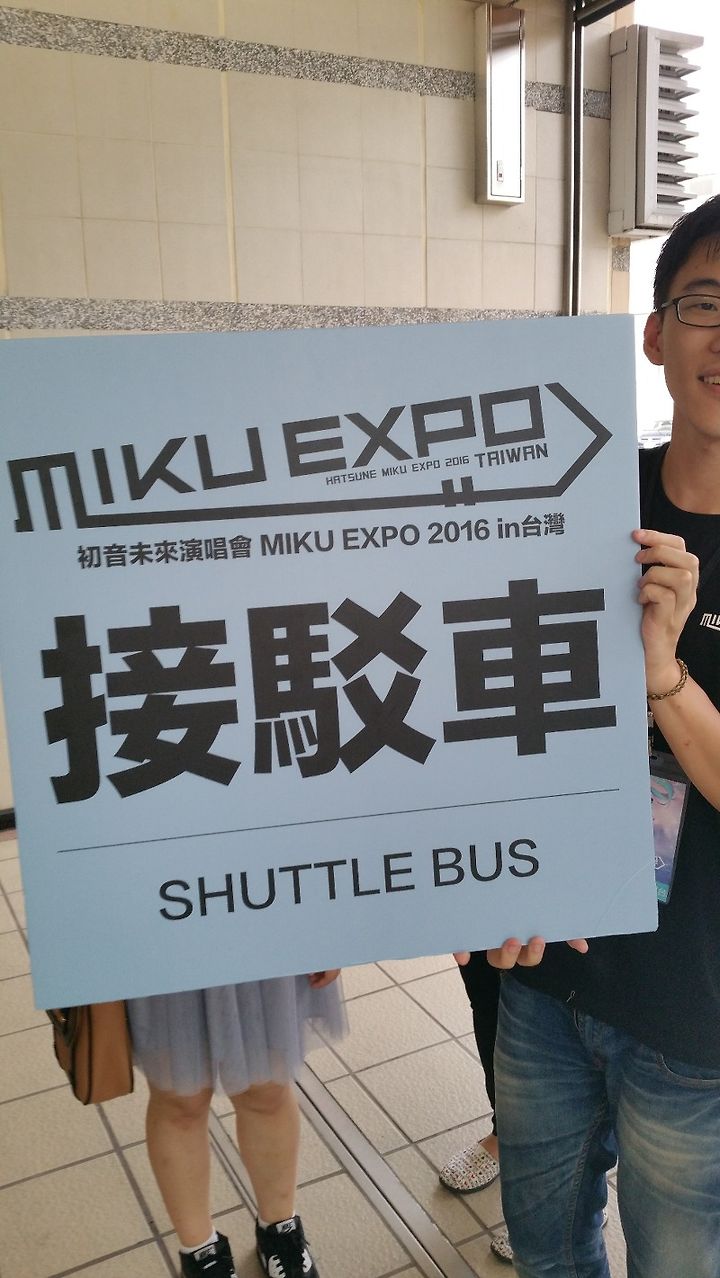 MIKU EXPO
HATSUNE MIKU EXPO 2016 TAIWAN
初音未來演唱會 MIKU EXPO 2016 in台灣
接駁車
SHUTTLE BUS